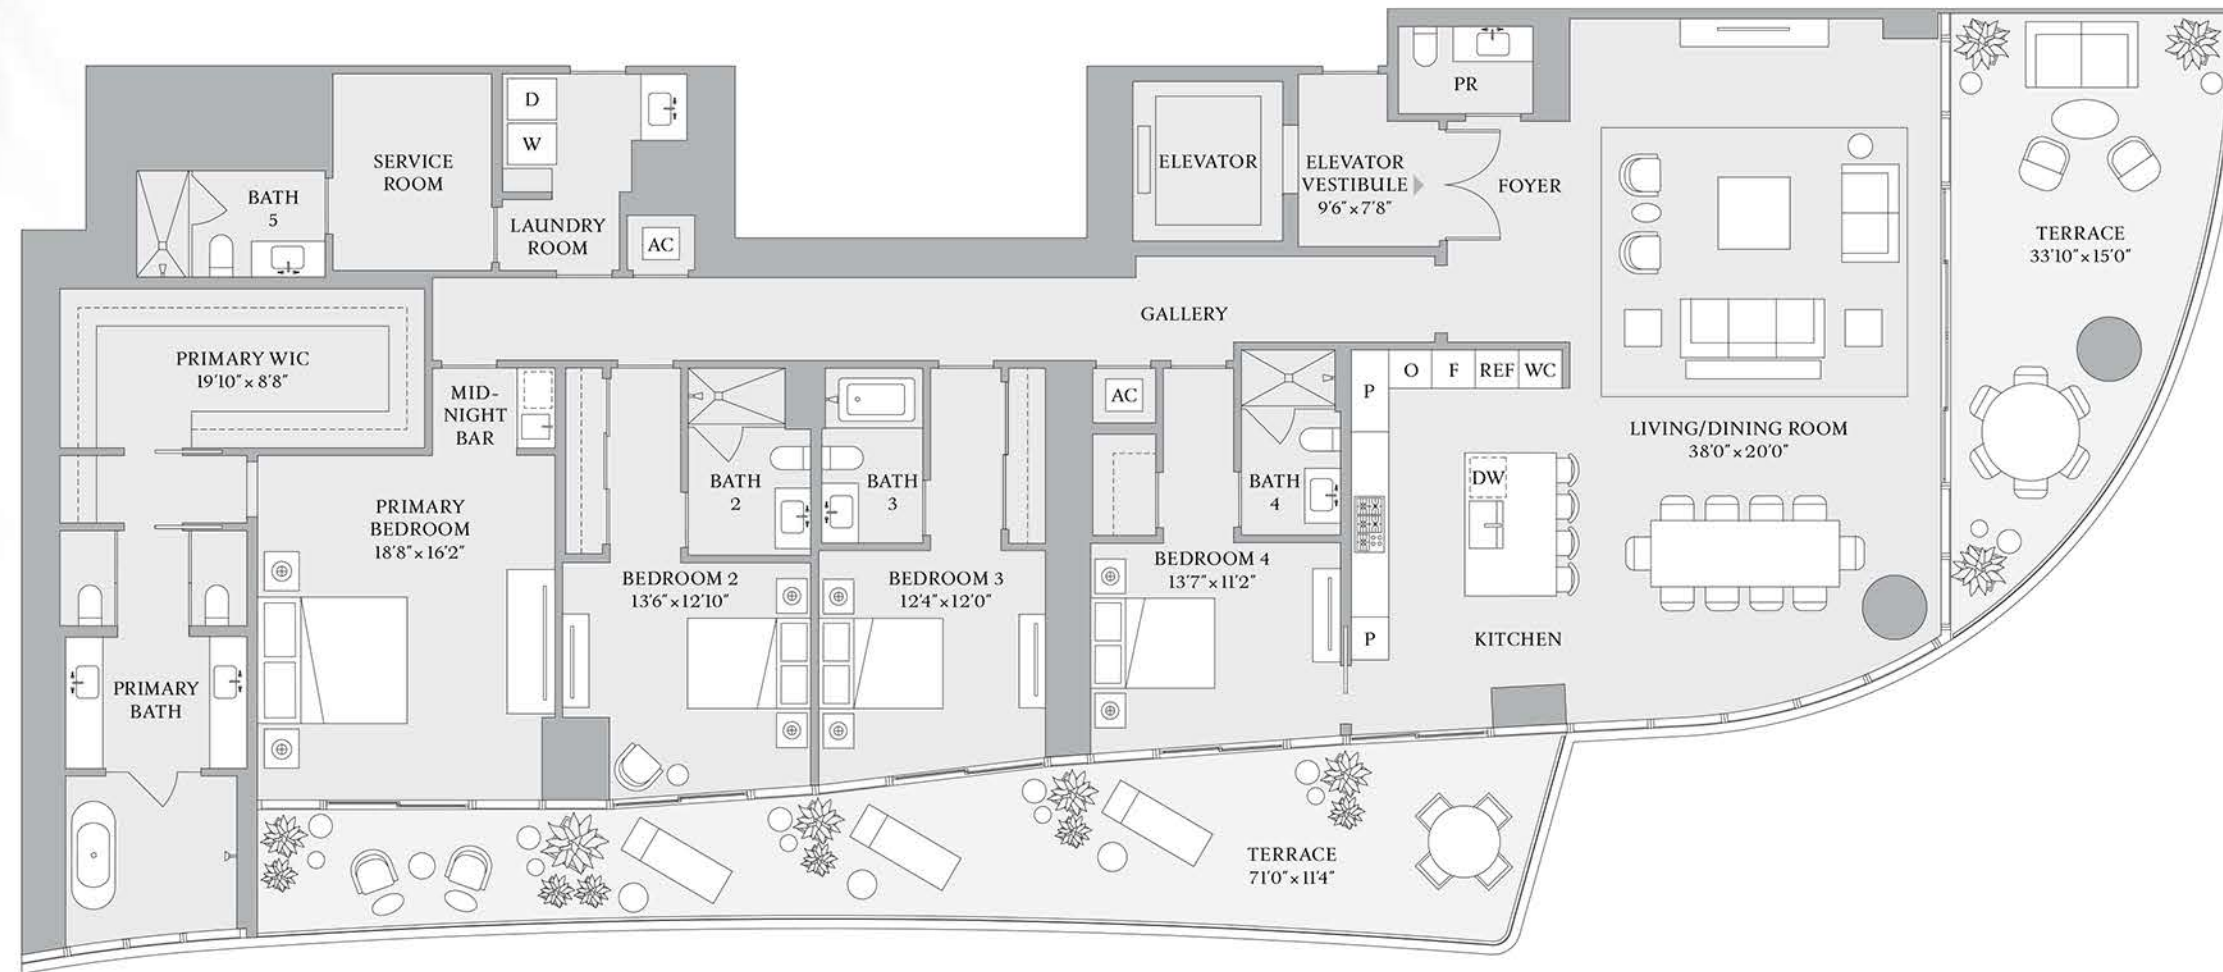 PR
D
W
SERVICE
ROOM
ELEVATOR
ELEVATOR
VESTIBULE
9'6" × 7'8"
FOYER
BATH
5
LAUNDRY
ROOM
AC
TERRACE
33'10" × 15'0"
GALLERY
PRIMARY WIC
19'10" × 8'8"
MID-
NIGHT
BAR
AC
P
O
F
REF
WC
LIVING/DINING ROOM
38'0" × 20'0"
PRIMARY
BEDROOM
18'8" × 16'2"
BATH
2
BATH
3
BATH
4
DW
BEDROOM 2
13'6" × 12'10"
BEDROOM 3
12'4" × 12'0"
BEDROOM 4
13'7" × 11'2"
P
KITCHEN
PRIMARY
BATH
TERRACE
71'0" × 11'4"